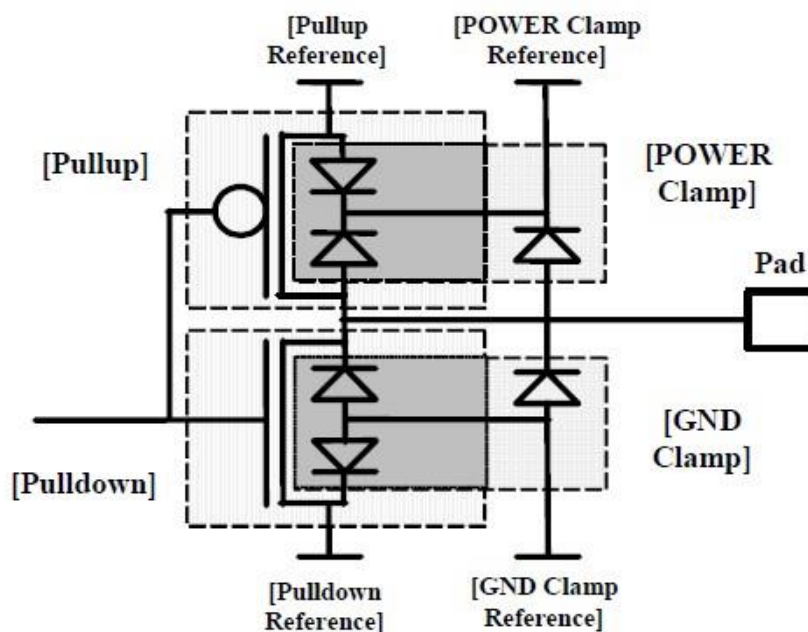 [Pullup
Reference]
[POWER Clamp
Reference]
[Pullup]
[POWER
Clamp]
Pad
[GND
Clamp]
[Pulldown]
[Pulldown
Reference]
[GND Clamp
Reference]